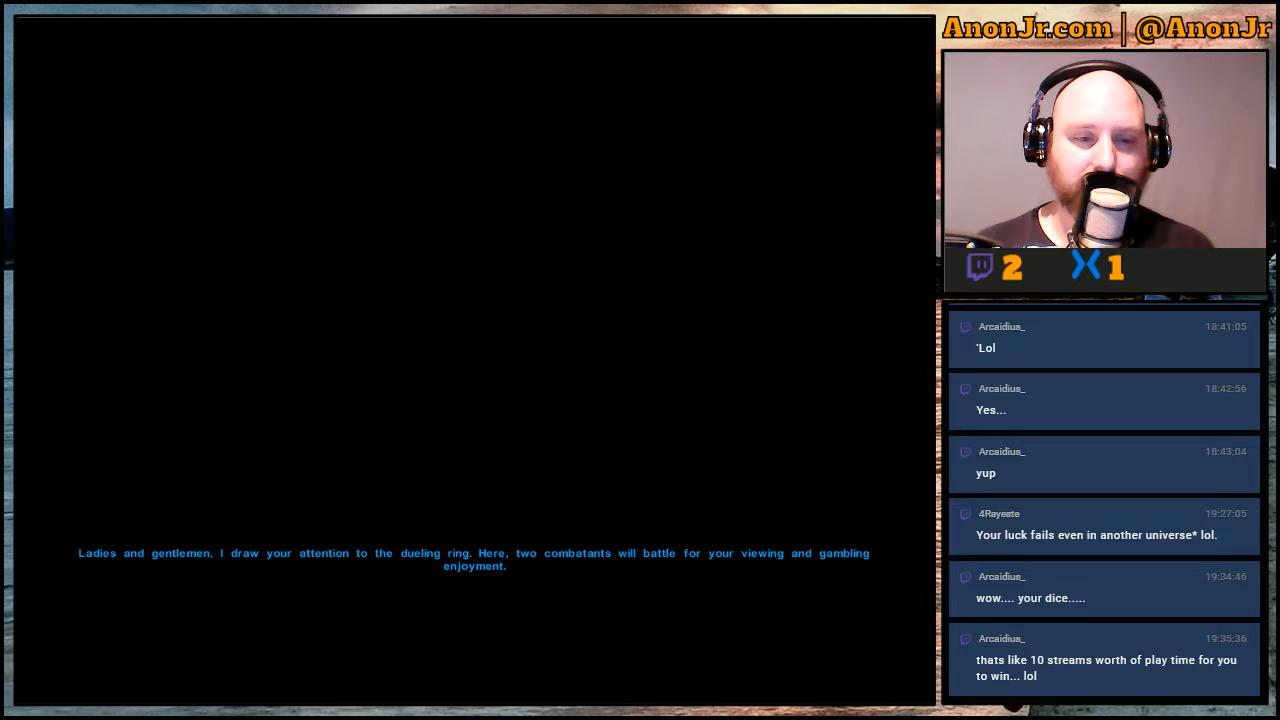 AnonJr.com | @AnonJr
2
1
Arcaidius_ 18:41:05
'Lol
Arcaidius_ 18:42:56
Yes...
Arcaidius_ 18:43:04
yup
4Rayeste 19:27:05
Your luck fails even in another universe* lol.
Arcaidius_ 19:34:46
wow.... your dice.....
Arcaidius_ 19:35:36
thats like 10 streams worth of play time for you
to win... lol
Ladies and gentlemen, I draw your attention to the dueling ring. Here, two combatants will battle for your viewing and gambling
enjoyment.